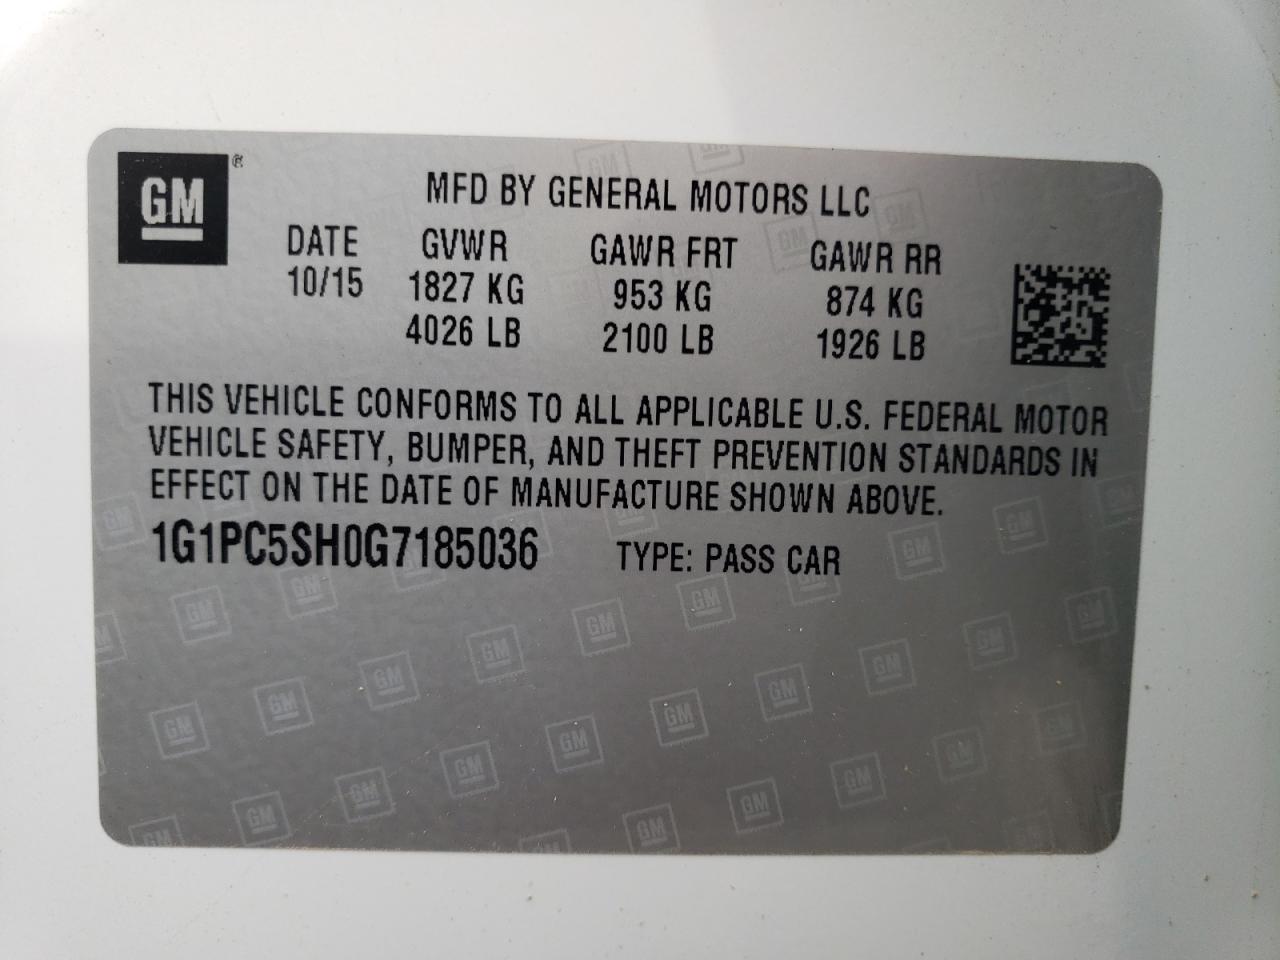 GM ®
MFD BY GENERAL MOTORS LLC
DATE GVWR GAWR FRT GAWR RR
10/15 1827 KG 953 KG 874 KG
4026 LB 2100 LB 1926 LB
THIS VEHICLE CONFORMS TO ALL APPLICABLE U.S. FEDERAL MOTOR
VEHICLE SAFETY, BUMPER, AND THEFT PREVENTION STANDARDS IN
EFFECT ON THE DATE OF MANUFACTURE SHOWN ABOVE.
1G1PC5SH0G7185036 TYPE: PASS CAR